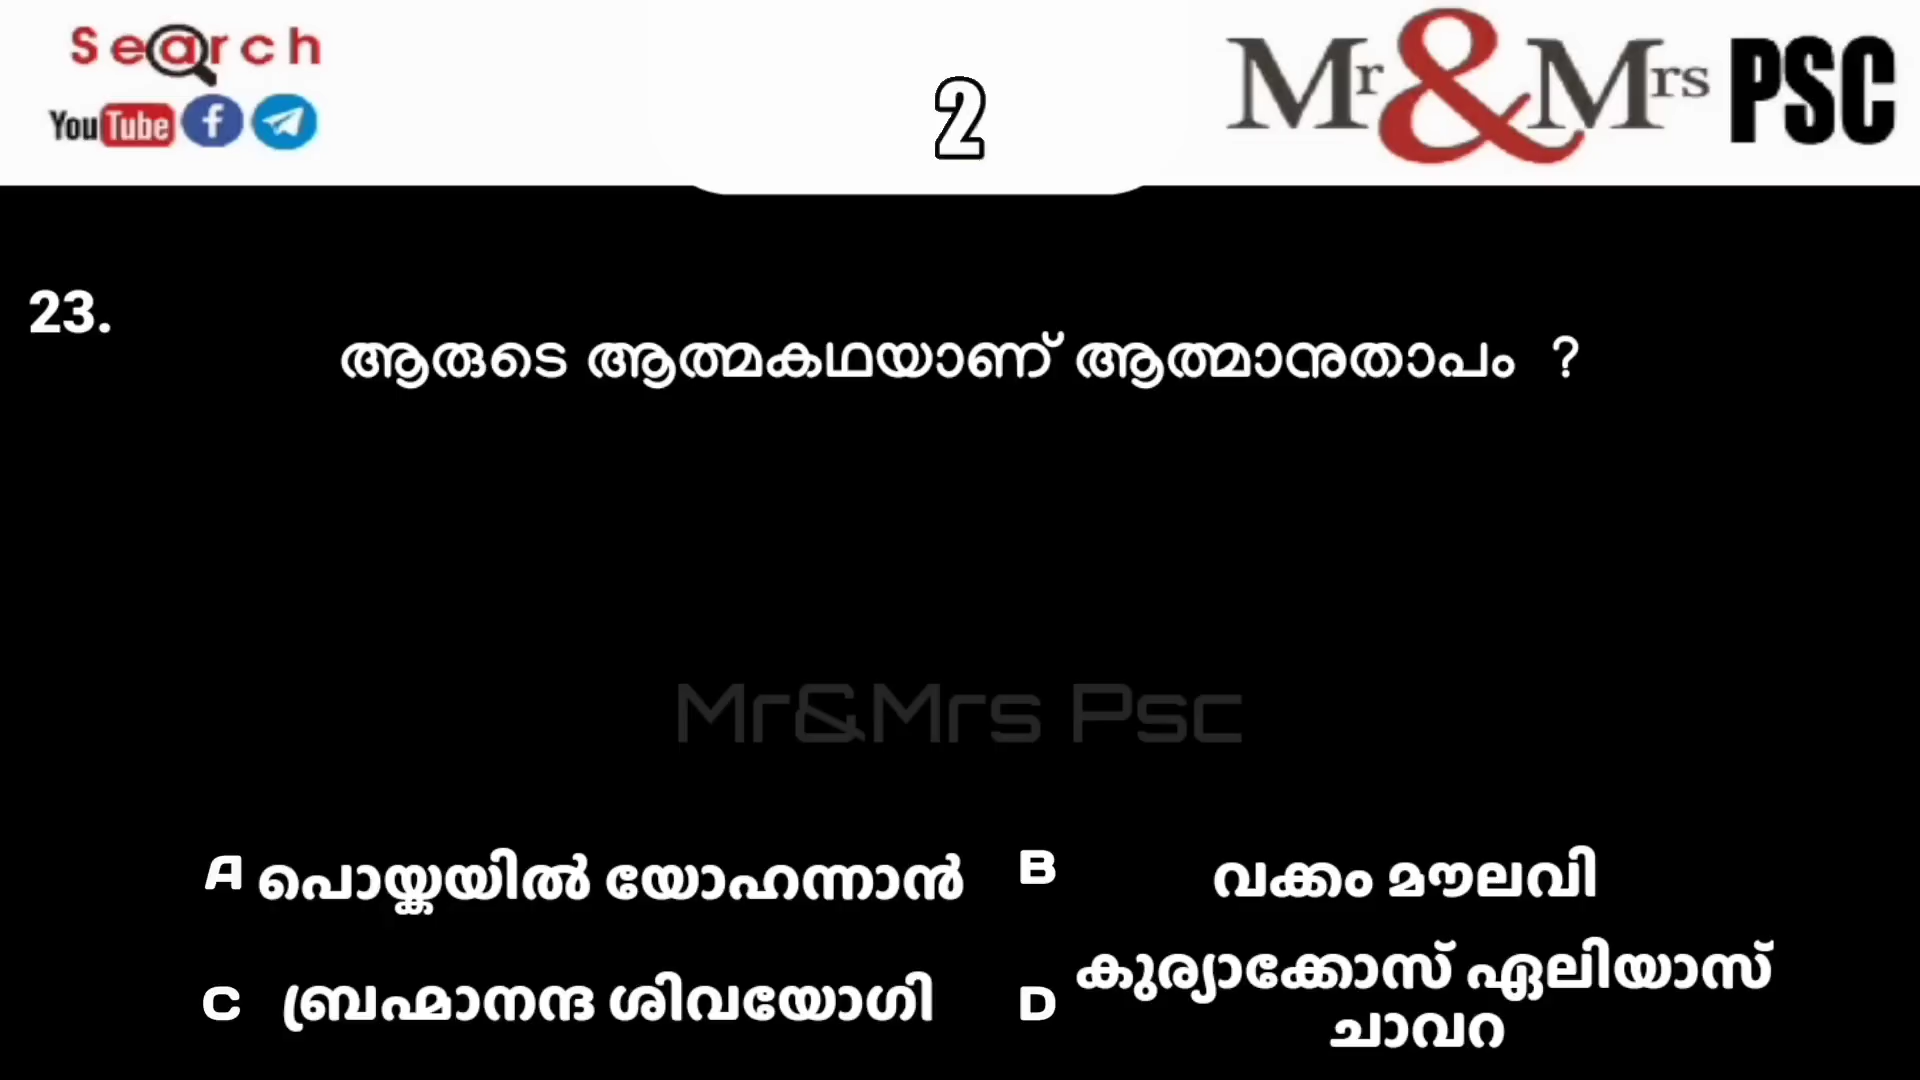 Search
YouTube
2
Mr&Mrs PSC
23.
ആരുടെ ആത്മകഥയാണ് ആത്മാനുതാപം ?
Mr&Mrs Psc
A പൊയ്കയിൽ യോഹന്നാൻ
B വക്കം മൗലവി
C ബ്രഹ്മാനന്ദ ശിവയോഗി
D കുര്യാക്കോസ് ഏലിയാസ്
ചാവറ